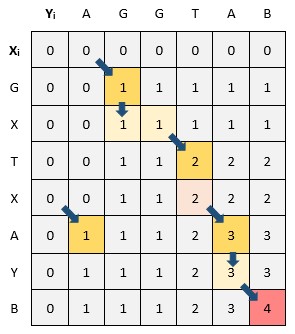 Yi A G G T A B
Xi 0 0 0 0 0 0 0
G 0 0 1 1 1 1 1
X 0 0 1 1 1 1 1
T 0 0 1 1 2 2 2
X 0 0 1 1 2 2 2
A 0 1 1 1 2 3 3
Y 0 1 1 1 2 3 3
B 0 1 1 1 2 3 4